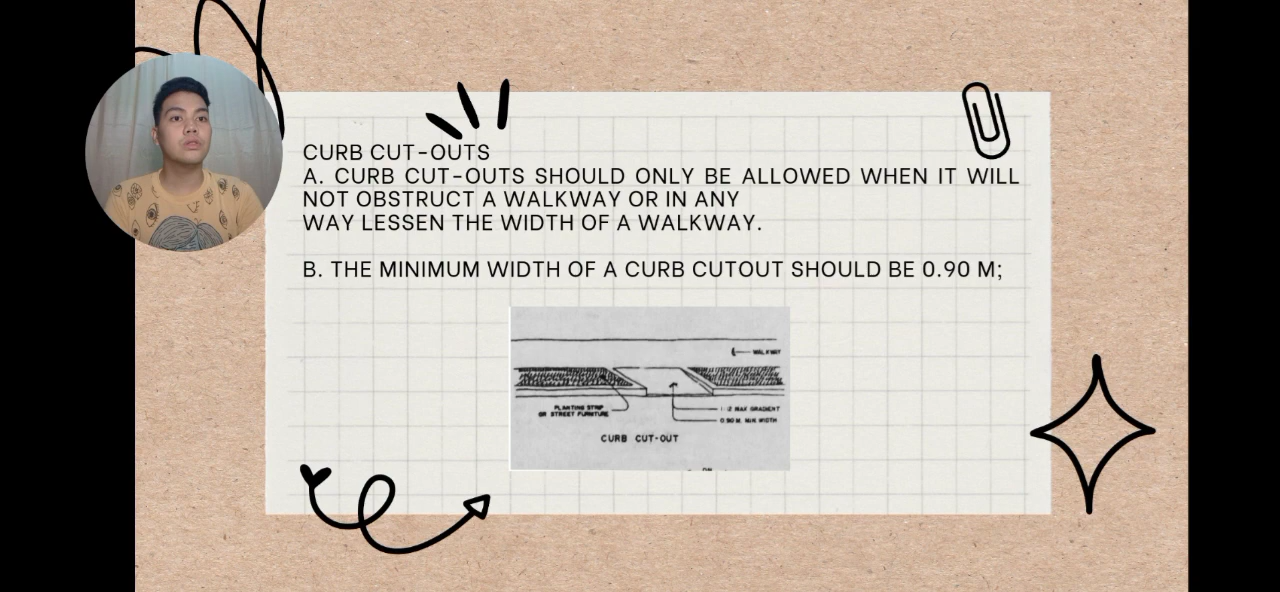 CURB CUT-OUTS
A. CURB CUT-OUTS SHOULD ONLY BE ALLOWED WHEN IT WILL
NOT OBSTRUCT A WALKWAY OR IN ANY
WAY LESSEN THE WIDTH OF A WALKWAY.
B. THE MINIMUM WIDTH OF A CURB CUTOUT SHOULD BE 0.90 M;
WALKWAY
PLANTING STRIP
OR STREET FURNITURE
1:12 MAX GRADIENT
0.90 M. MIN WIDTH
CURB CUT-OUT